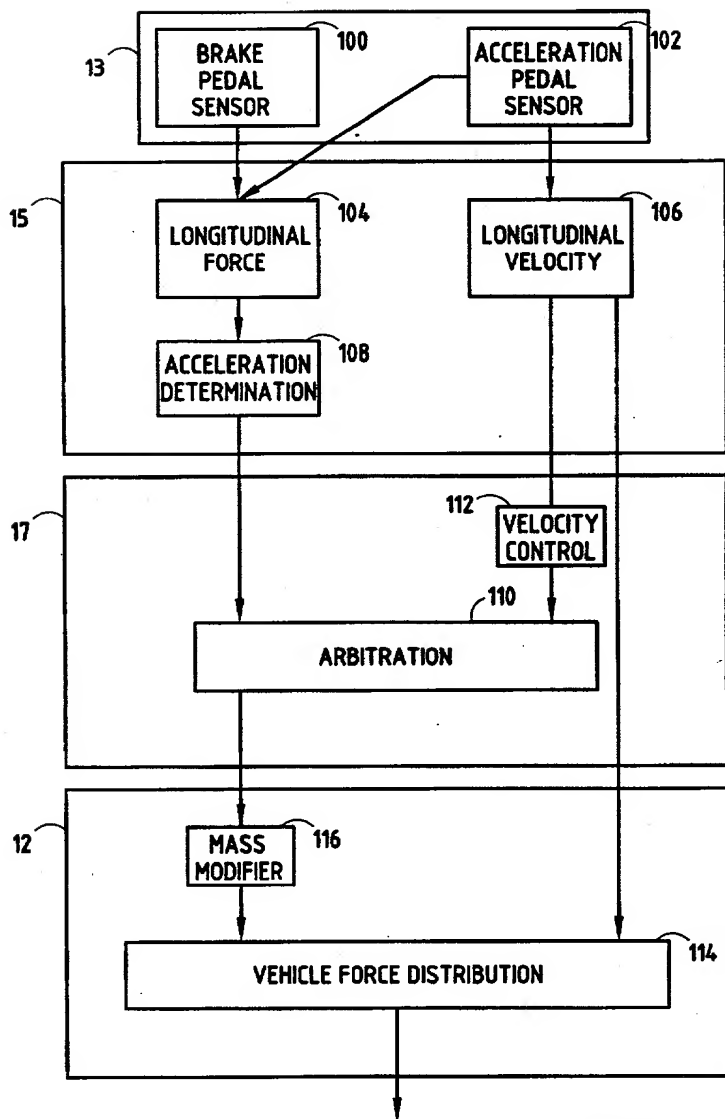 13
BRAKE
PEDAL
SENSOR
100
ACCELERATION
PEDAL
SENSOR
102
15
LONGITUDINAL
FORCE
104
LONGITUDINAL
VELOCITY
106
ACCELERATION
DETERMINATION
108
17
112
VELOCITY
CONTROL
110
ARBITRATION
12
MASS
MODIFIER
116
VEHICLE FORCE DISTRIBUTION
114